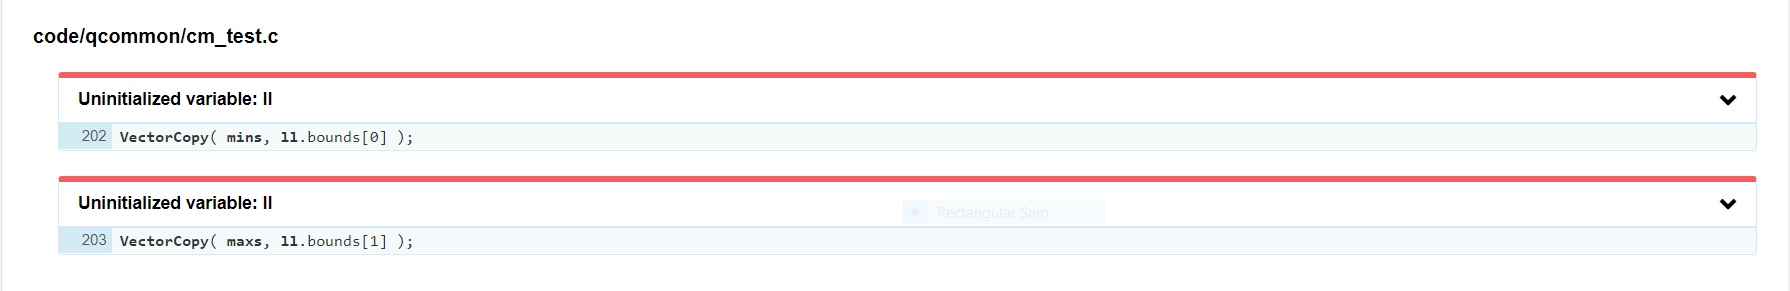 code/qcommon/cm_test.c
Uninitialized variable: ll
202 VectorCopy( mins, ll.bounds[0] );
Uninitialized variable: ll
Rectangular Snip
203 VectorCopy( maxs, ll.bounds[1] );